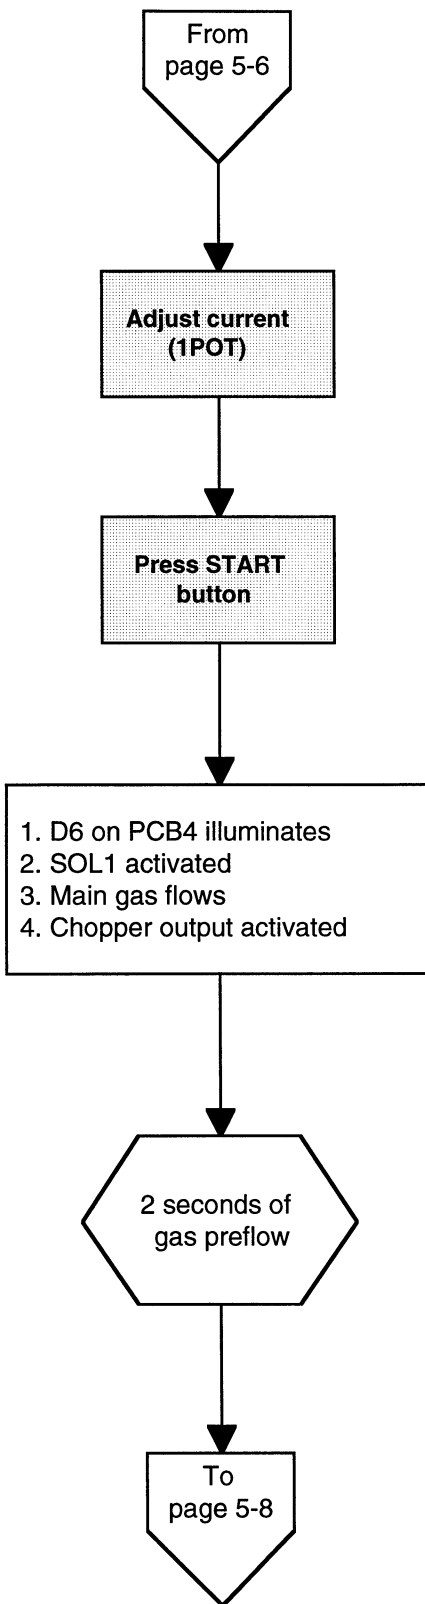 From
page 5-6
Adjust current
(1POT)
Press START
button
1. D6 on PCB4 illuminates
2. SOL1 activated
3. Main gas flows
4. Chopper output activated
2 seconds of
gas preflow
To
page 5-8